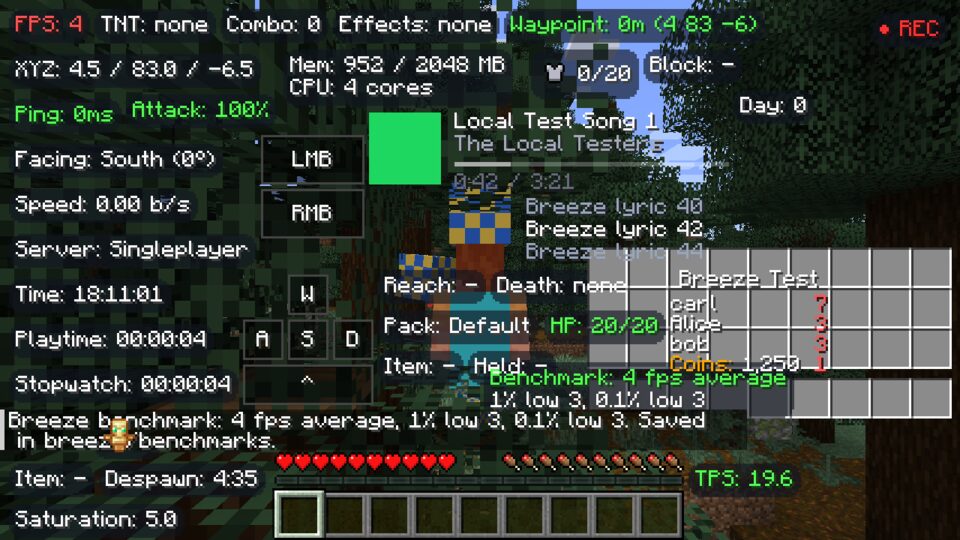 FPS: 4 TNT: none Combo: 0 Effects: none Waypoint: 0m (4 83 -6)
● REC
XYZ: 4.5 / 83.0 / -6.5
Mem: 952 / 2048 MB
CPU: 4 cores
0/20
Block: -
Ping: 0ms
Attack: 100%
Day: 0
Local Test Song 1
The Local Testers
0:42 / 3:21
Facing: South (0°)
LMB
Speed: 0.00 b/s
RMB
Breeze lyric 40
Breeze lyric 42
Breeze lyric 44
Server: Singleplayer
Reach: - Death: none
Breeze Test
carl 7
Alice 3
bob 3
Coins: 1,250 1
Time: 18:11:01
W
Pack: Default HP: 20/20
Playtime: 00:00:04
A S D
Item: - Held: -
Stopwatch: 00:00:04
^
Benchmark: 4 fps average
1% low 3, 0.1% low 3
Breeze benchmark: 4 fps average, 1% low 3, 0.1% low 3. Saved
in breeze benchmarks.
Item: - Despawn: 4:35
TPS: 19.6
Saturation: 5.0